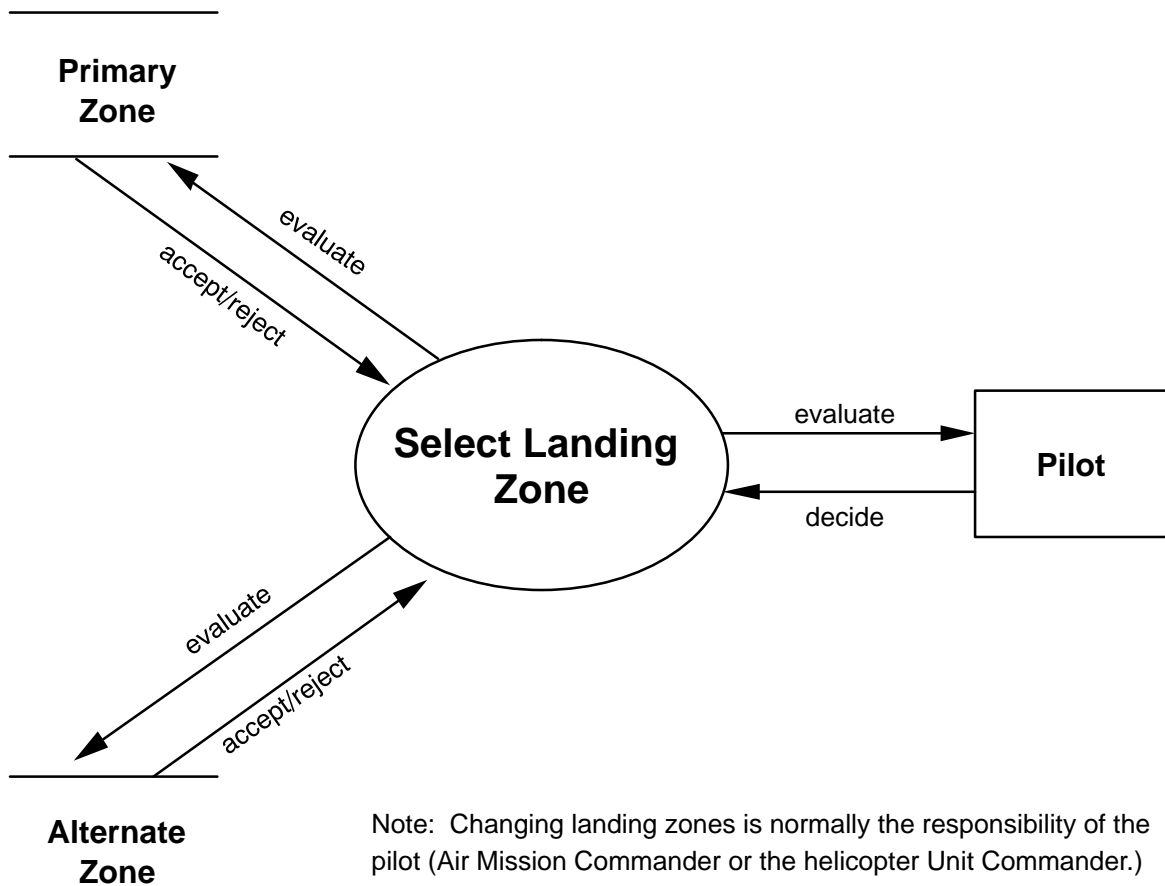 Primary
Zone
evaluate
accept/reject
Select Landing
Zone
evaluate
Pilot
decide
evaluate
accept/reject
Alternate
Zone
Note:  Changing landing zones is normally the responsibility of the
pilot (Air Mission Commander or the helicopter Unit Commander.)